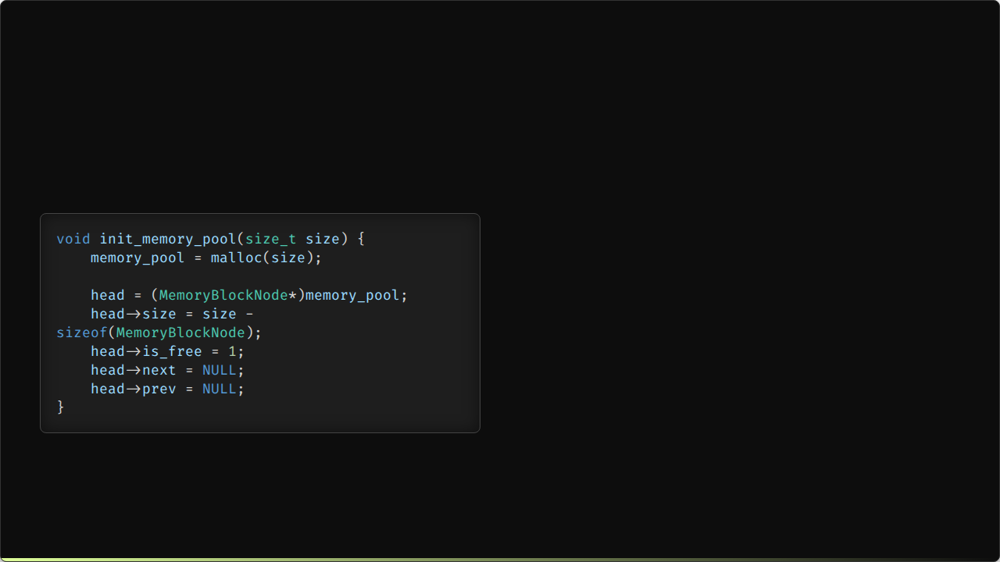 void init_memory_pool(size_t size) {
    memory_pool = malloc(size);

    head = (MemoryBlockNode*)memory_pool;
    head->size = size -
sizeof(MemoryBlockNode);
    head->is_free = 1;
    head->next = NULL;
    head->prev = NULL;
}